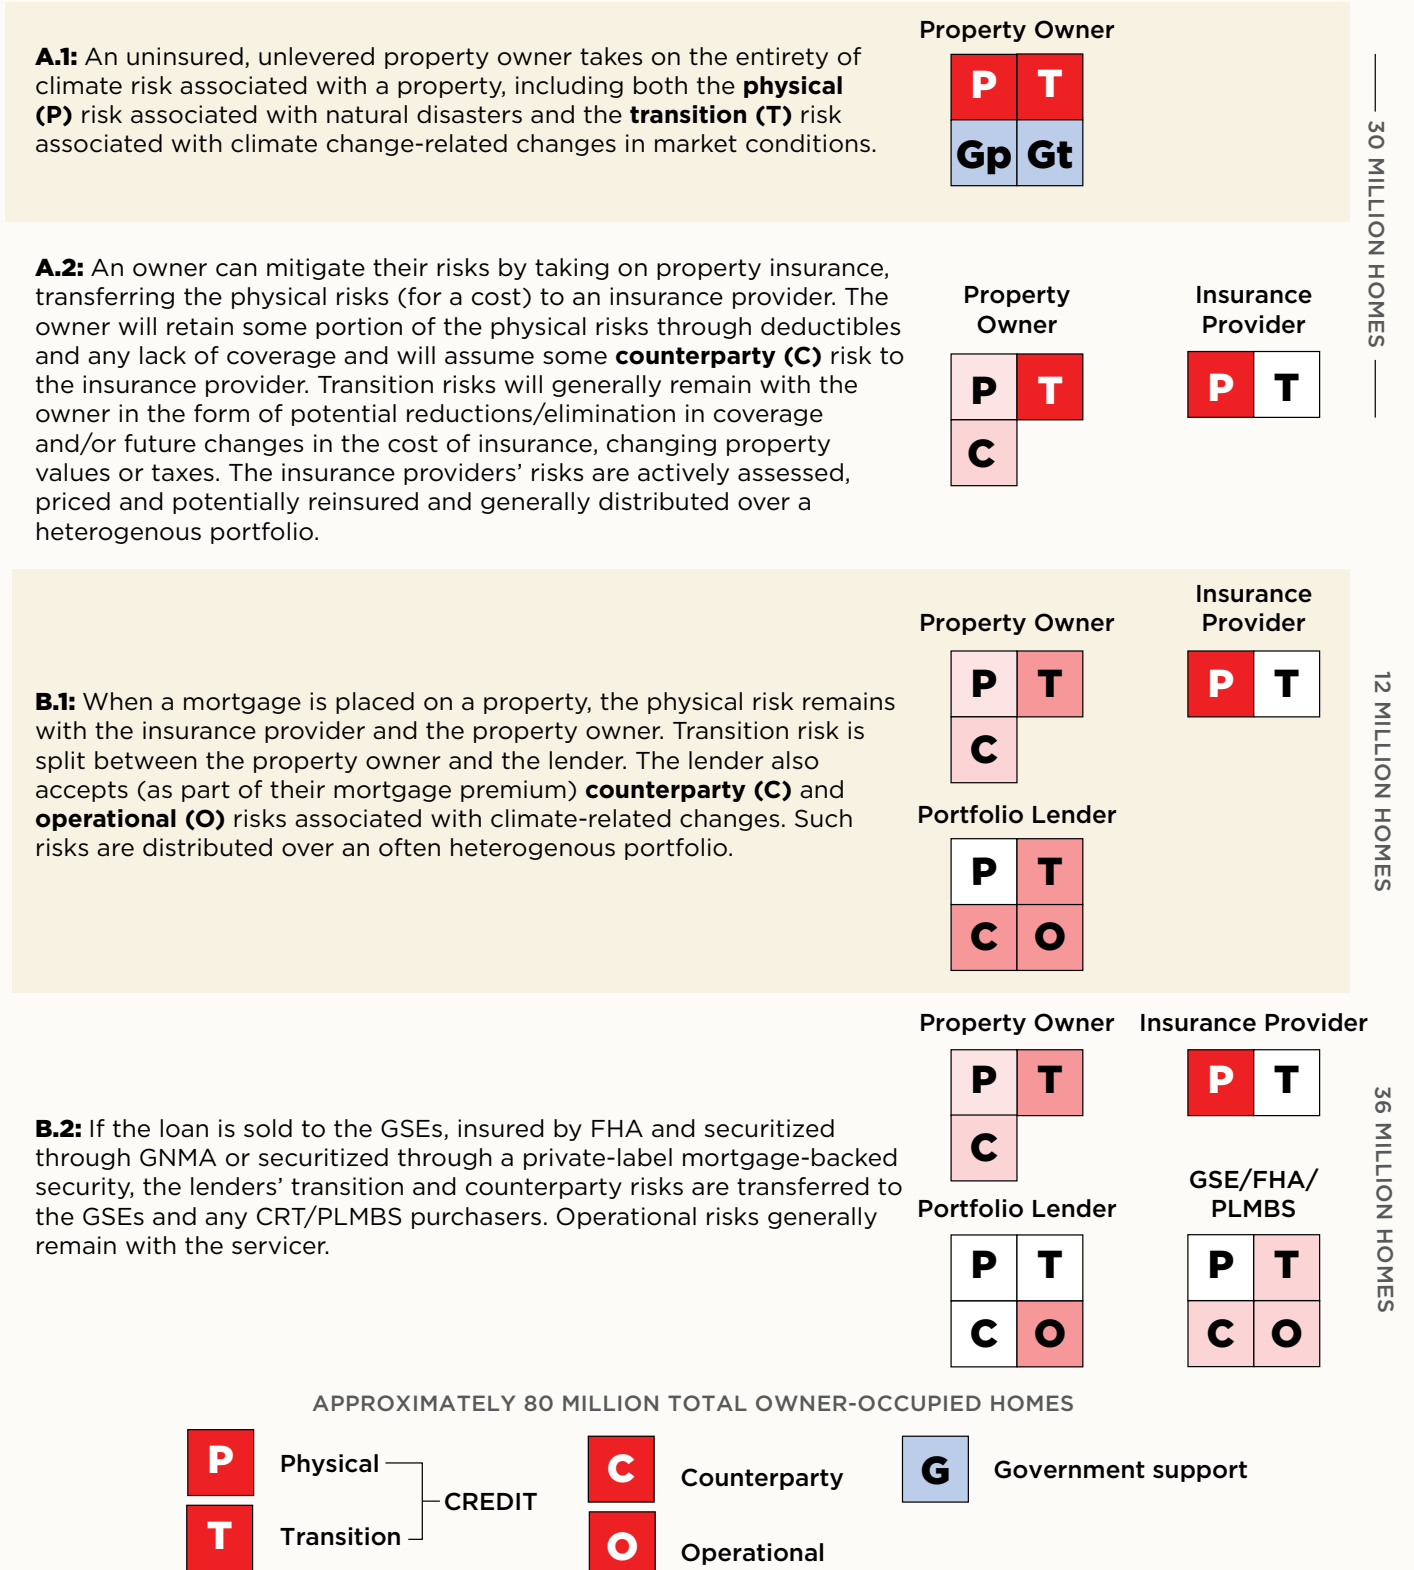 A.1: An uninsured, unlevered property owner takes on the entirety of
climate risk associated with a property, including both the physical
(P) risk associated with natural disasters and the transition (T) risk
associated with climate change-related changes in market conditions.
Property Owner
P T
Gp Gt
A.2: An owner can mitigate their risks by taking on property insurance,
transferring the physical risks (for a cost) to an insurance provider. The
owner will retain some portion of the physical risks through deductibles
and any lack of coverage and will assume some counterparty (C) risk to
the insurance provider. Transition risks will generally remain with the
owner in the form of potential reductions/elimination in coverage
and/or future changes in the cost of insurance, changing property
values or taxes. The insurance providers’ risks are actively assessed,
priced and potentially reinsured and generally distributed over a
heterogenous portfolio.
Property
Owner
P T
C
Insurance
Provider
P T
30 MILLION HOMES
B.1: When a mortgage is placed on a property, the physical risk remains
with the insurance provider and the property owner. Transition risk is
split between the property owner and the lender. The lender also
accepts (as part of their mortgage premium) counterparty (C) and
operational (O) risks associated with climate-related changes. Such
risks are distributed over an often heterogenous portfolio.
Property Owner
P T
C
Insurance
Provider
P T
Portfolio Lender
P T
C O
12 MILLION HOMES
B.2: If the loan is sold to the GSEs, insured by FHA and securitized
through GNMA or securitized through a private-label mortgage-backed
security, the lenders’ transition and counterparty risks are transferred to
the GSEs and any CRT/PLMBS purchasers. Operational risks generally
remain with the servicer.
Property Owner
P T
C
Insurance Provider
P T
Portfolio Lender
P T
C O
GSE/FHA/
PLMBS
P T
C O
36 MILLION HOMES
APPROXIMATELY 80 MILLION TOTAL OWNER-OCCUPIED HOMES
P Physical
T Transition
CREDIT
C Counterparty
O Operational
G Government support